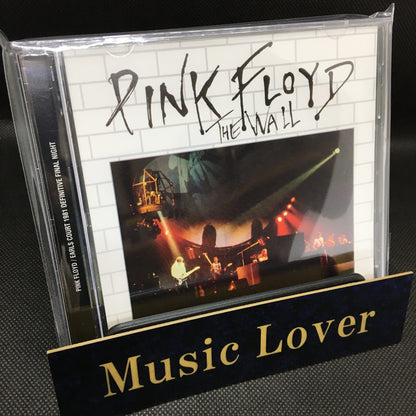 PINK FLOYD
THE WALL
PINK FLOYD / EARLS COURT 1981 DEFINITIVE FINAL NIGHT
Music Lover